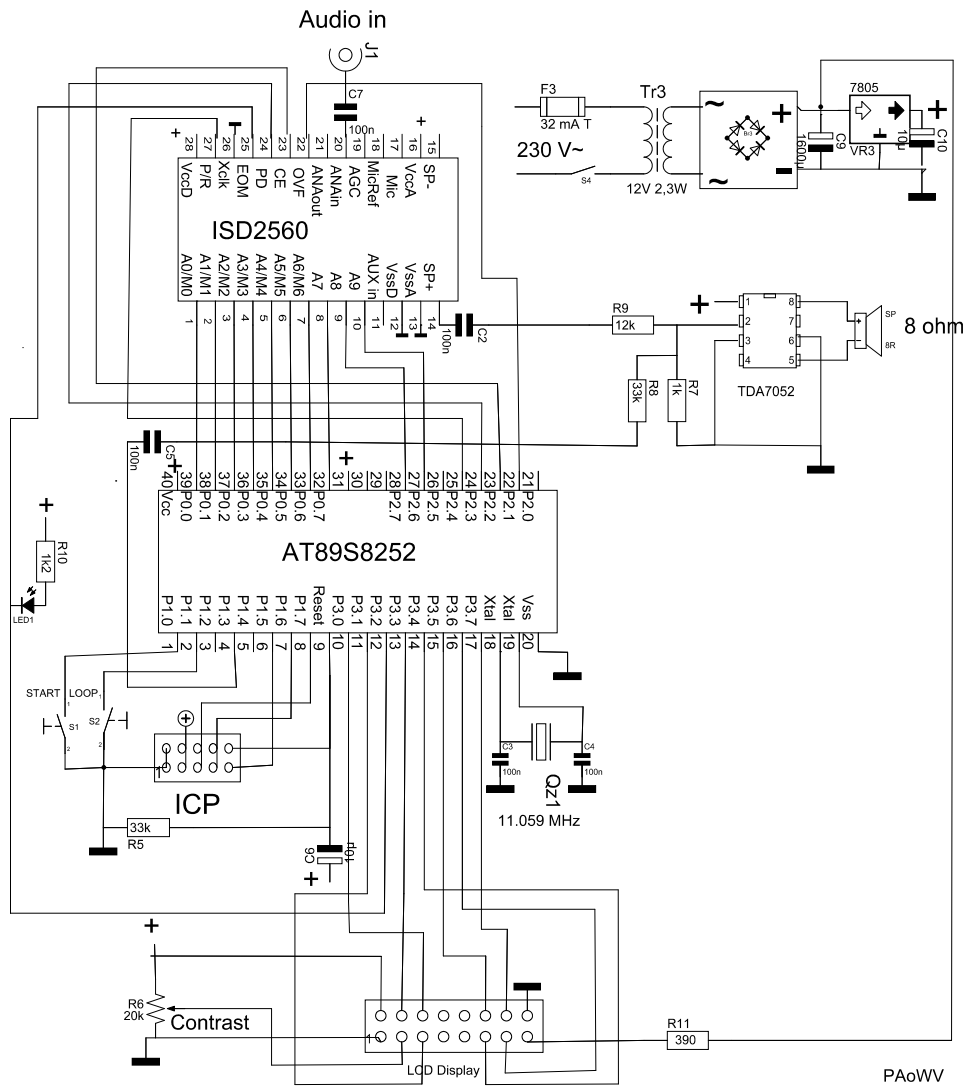 Audio in
J1
C7
100n
F3
32 mA T
230 V~
S4
Tr3
12V 2,3W
~
~
+
-
Br3
C9
1600µ
7805
VR3
+
C10
10µ
+
+
28 27 26 25 24 23 22 21 20 19 18 17 16 15
VccD P/R Xclk EOM PD CE OVF ANAout ANAin AGC MicRef Mic VccA SP-
ISD2560
A0/M0 A1/M1 A2/M2 A3/M3 A4/M4 A5/M5 A6/M6 A7 A8 A9 AUX in VssD VssA SP+
1 2 3 4 5 6 7 8 9 10 11 12 13 14
100n
C2
R9
12k
R8
33k
R7
1k
+
1 2 3 4
8 7 6 5
TDA7052
+
SP
8R
8 ohm
C5
100n
+
+
40 39 38 37 36 35 34 33 32 31 30 29 28 27 26 25 24 23 22 21
Vcc P0.0 P0.1 P0.2 P0.3 P0.4 P0.5 P0.6 P0.7 P2.7 P2.6 P2.5 P2.4 P2.3 P2.2 P2.1 P2.0
AT89S8252
P1.0 P1.1 P1.2 P1.3 P1.4 P1.5 P1.6 P1.7 Reset P3.0 P3.1 P3.2 P3.3 P3.4 P3.5 P3.6 P3.7 Xtal Xtal Vss
1 2 3 4 5 6 7 8 9 10 11 12 13 14 15 16 17 18 19 20
+
R10
1k2
LED1
START LOOP
1
1
S1
S2
2
2
+
1
ICP
33k
R5
C6
10µ
+
C3
100n
C4
100n
Qz1
11.059 MHz
+
R6
20k
Contrast
1
LCD Display
R11
390
PAoWV